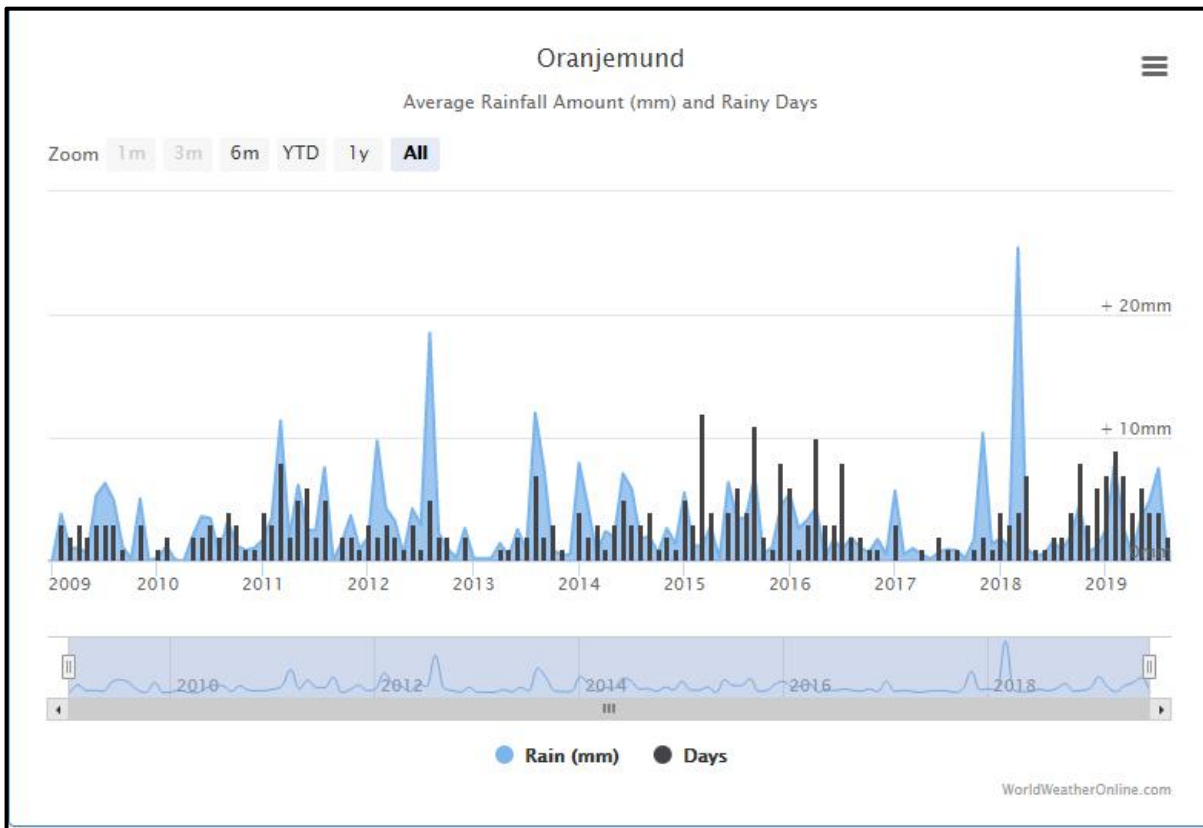 Oranjemund
Average Rainfall Amount (mm) and Rainy Days
Zoom 1m 3m 6m YTD 1y All
+ 20mm
+ 10mm
0mm
2009 2010 2011 2012 2013 2014 2015 2016 2017 2018 2019
2010 2012 2014 2016 2018
Rain (mm) Days
WorldWeatherOnline.com